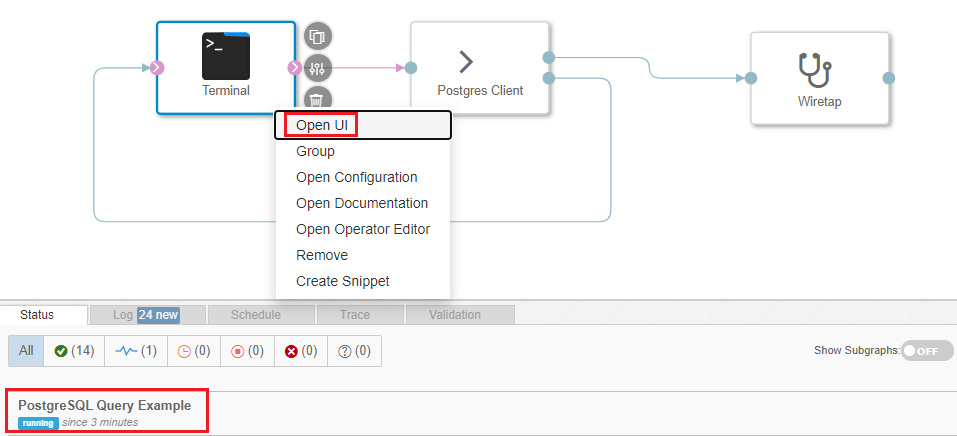 >_
Terminal
Postgres Client
Wiretap
Open UI
Group
Open Configuration
Open Documentation
Open Operator Editor
Remove
Create Snippet
Status
Log 24 new
Schedule
Trace
Validation
All
(14)
(1)
(0)
(0)
(0)
(0)
Show Subgraphs: OFF
PostgreSQL Query Example
running since 3 minutes